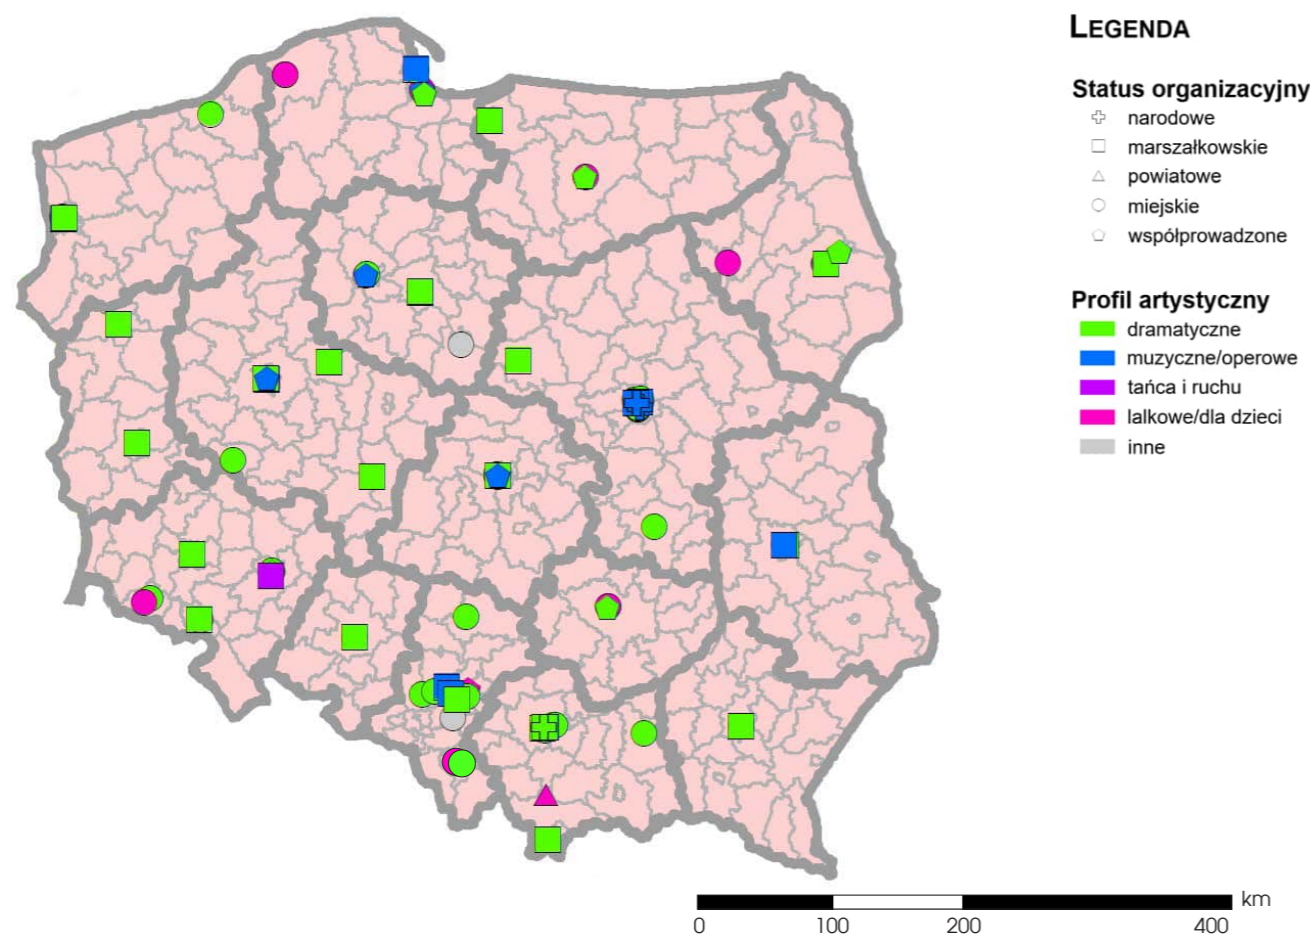 LEGENDA
Status organizacyjny
narodowe
marszałkowskie
powiatowe
miejskie
współprowadzone
Profil artystyczny
dramatyczne
muzyczne/operowe
tańca i ruchu
lalkowe/dla dzieci
inne
km
0 100 200 400